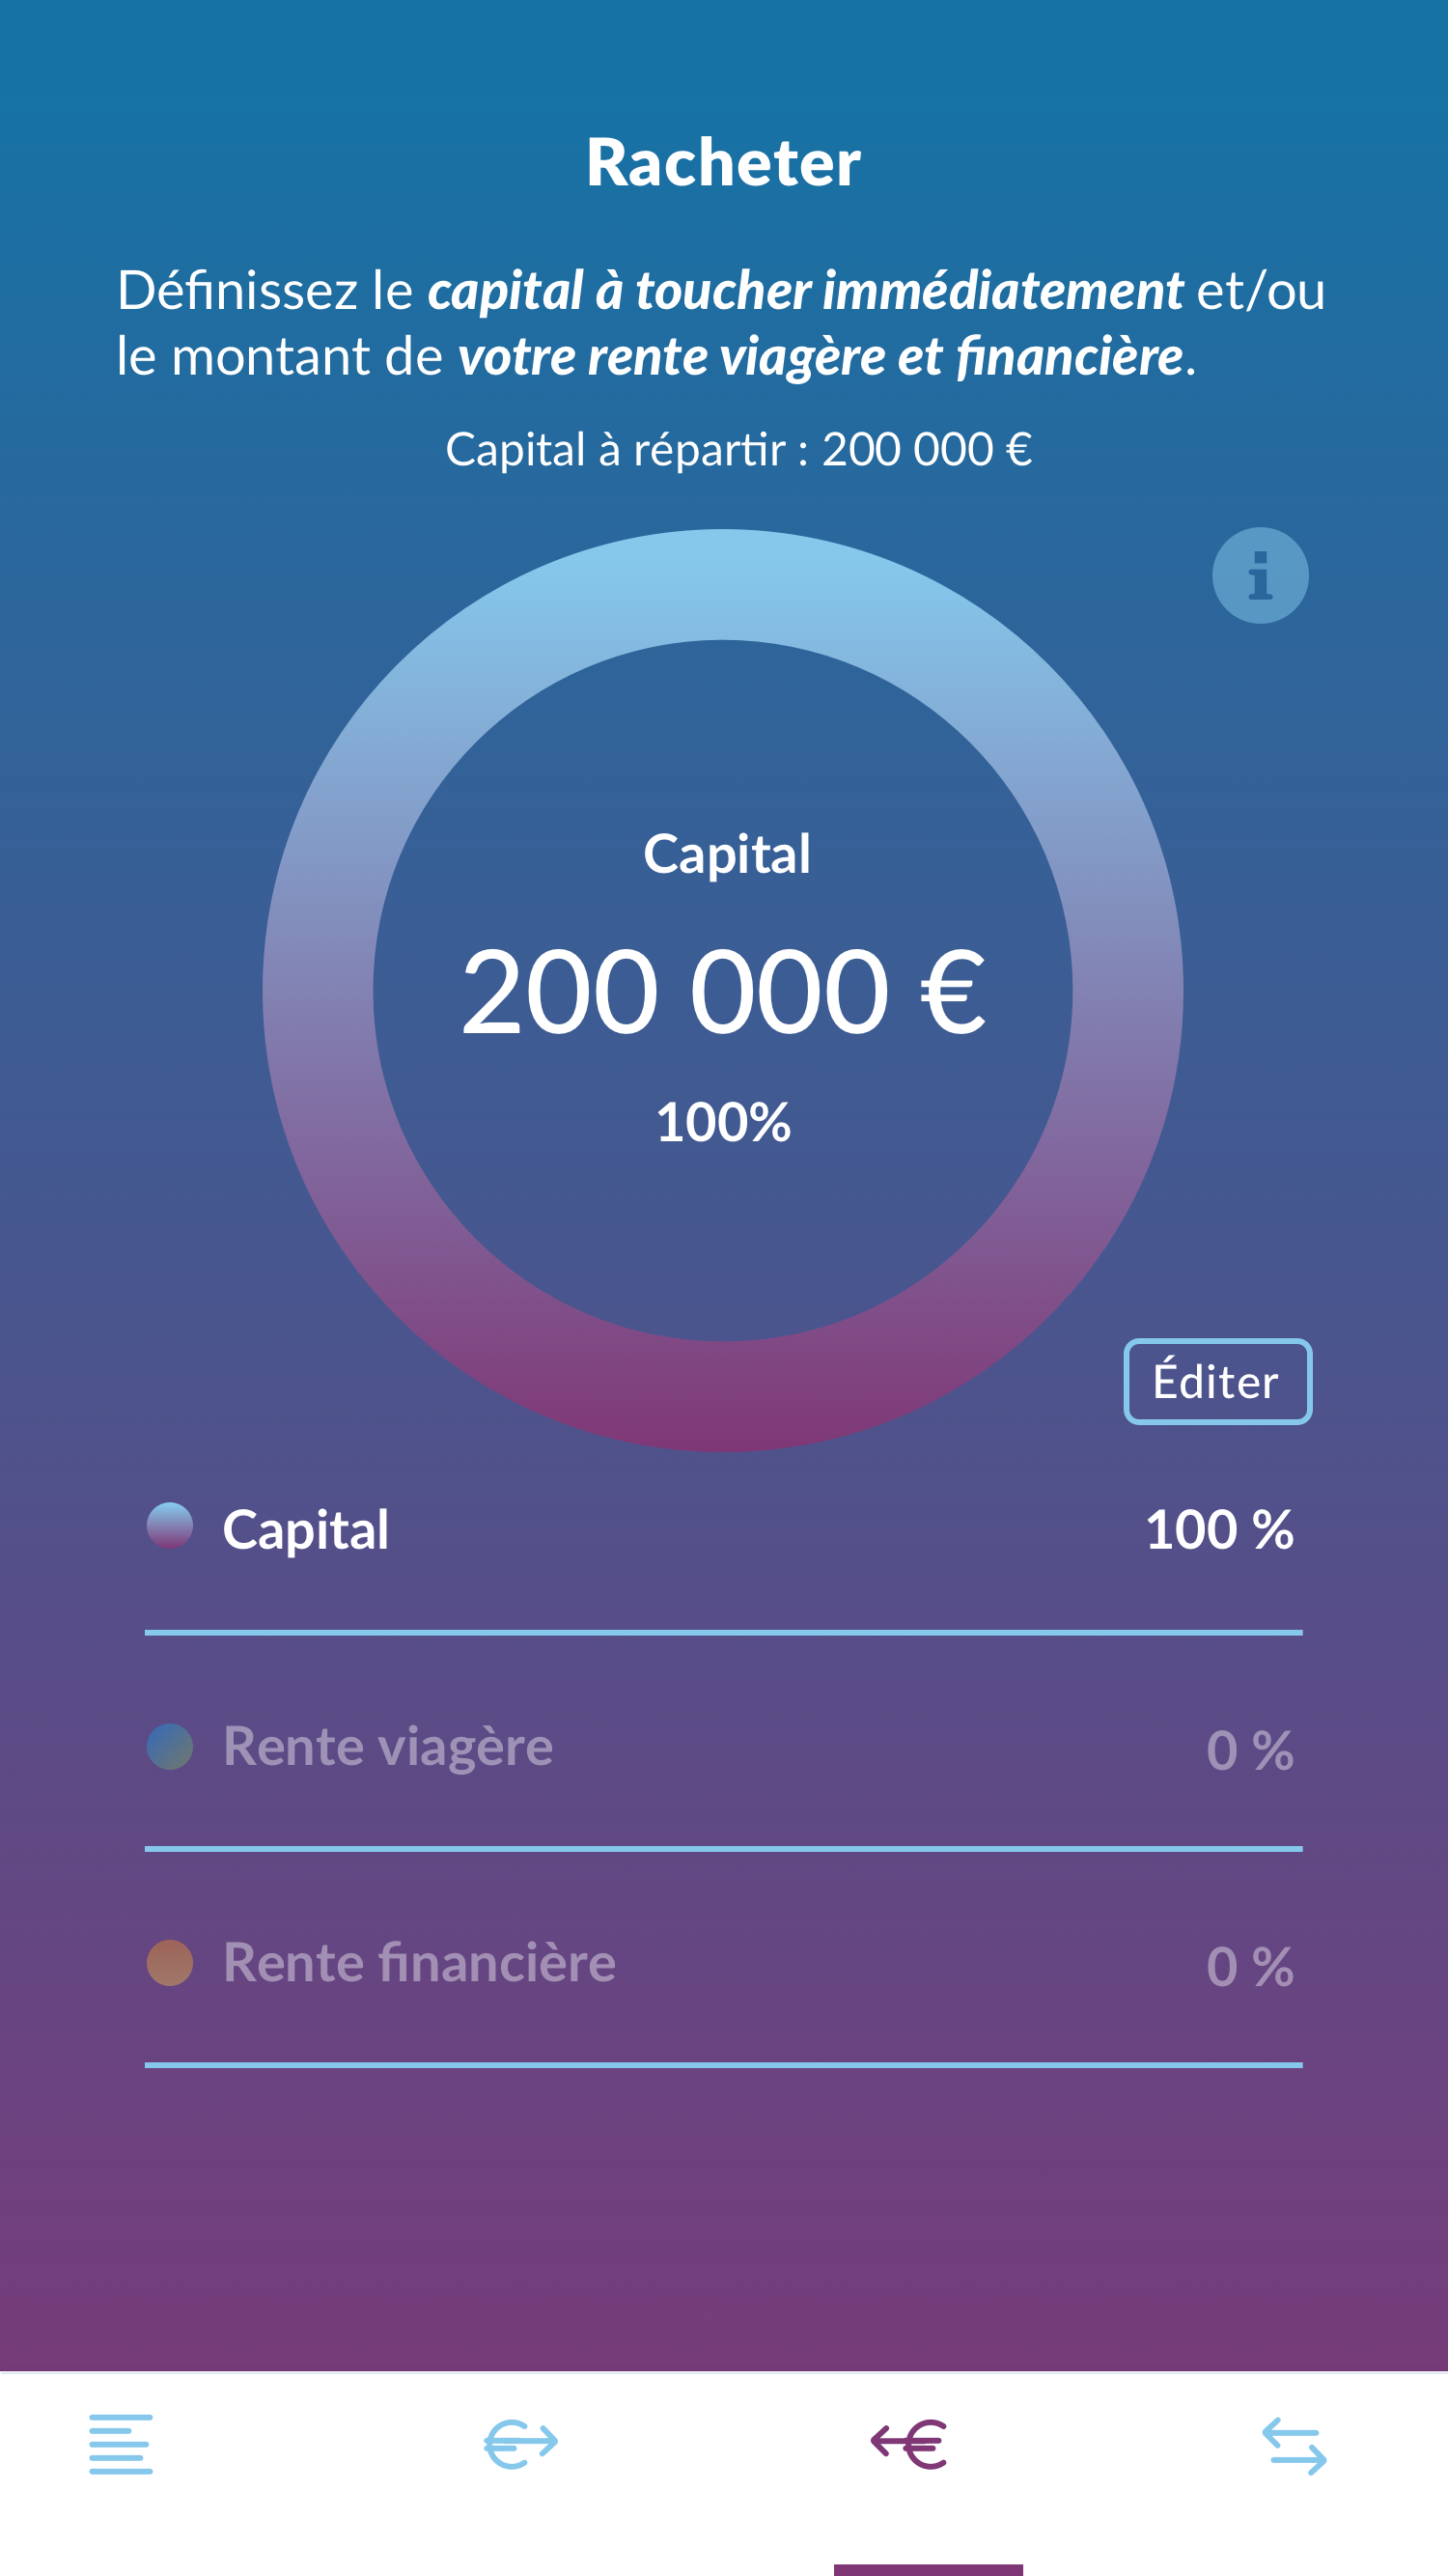 Racheter
Définissez le capital à toucher immédiatement et/ou
le montant de votre rente viagère et financière.
Capital à répartir : 200 000 €
i
Capital
200 000 €
100%
Éditer
Capital 100 %
Rente viagère 0 %
Rente financière 0 %